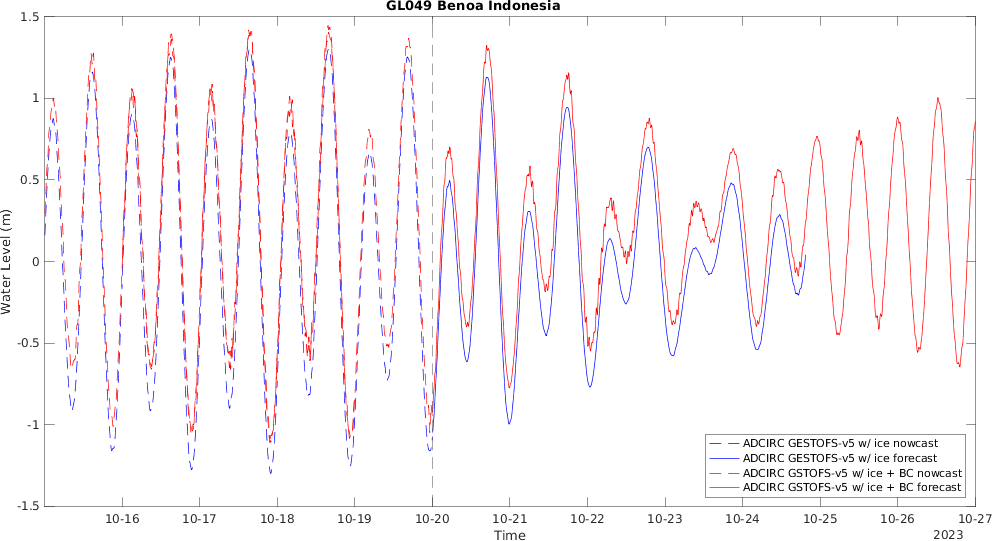 GL049 Benoa Indonesia
Water Level (m)
1.5
1
0.5
0
-0.5
-1
-1.5
ADCIRC GESTOFS-v5 w/ ice nowcast
ADCIRC GESTOFS-v5 w/ ice forecast
ADCIRC GSTOFS-v5 w/ ice + BC nowcast
ADCIRC GSTOFS-v5 w/ ice + BC forecast
10-16 10-17 10-18 10-19 10-20 10-21 10-22 10-23 10-24 10-25 10-26 10-27
Time
2023